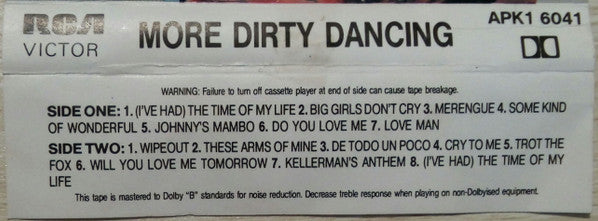 RCA
VICTOR
MORE DIRTY DANCING
APK1 6041
WARNING: Failure to turn off cassette player at end of side can cause tape breakage.
SIDE ONE: 1. (I'VE HAD) THE TIME OF MY LIFE 2. BIG GIRLS DON'T CRY 3. MERENGUE 4. SOME KIND
OF WONDERFUL 5. JOHNNY'S MAMBO 6. DO YOU LOVE ME 7. LOVE MAN
SIDE TWO: 1. WIPEOUT 2. THESE ARMS OF MINE 3. DE TODO UN POCO 4. CRY TO ME 5. TROT THE
FOX 6. WILL YOU LOVE ME TOMORROW 7. KELLERMAN'S ANTHEM 8. (I'VE HAD) THE TIME OF MY
LIFE
This tape is mastered to Dolby "B" standards for noise reduction. Decrease treble response when playing on non-Dolbyised equipment.